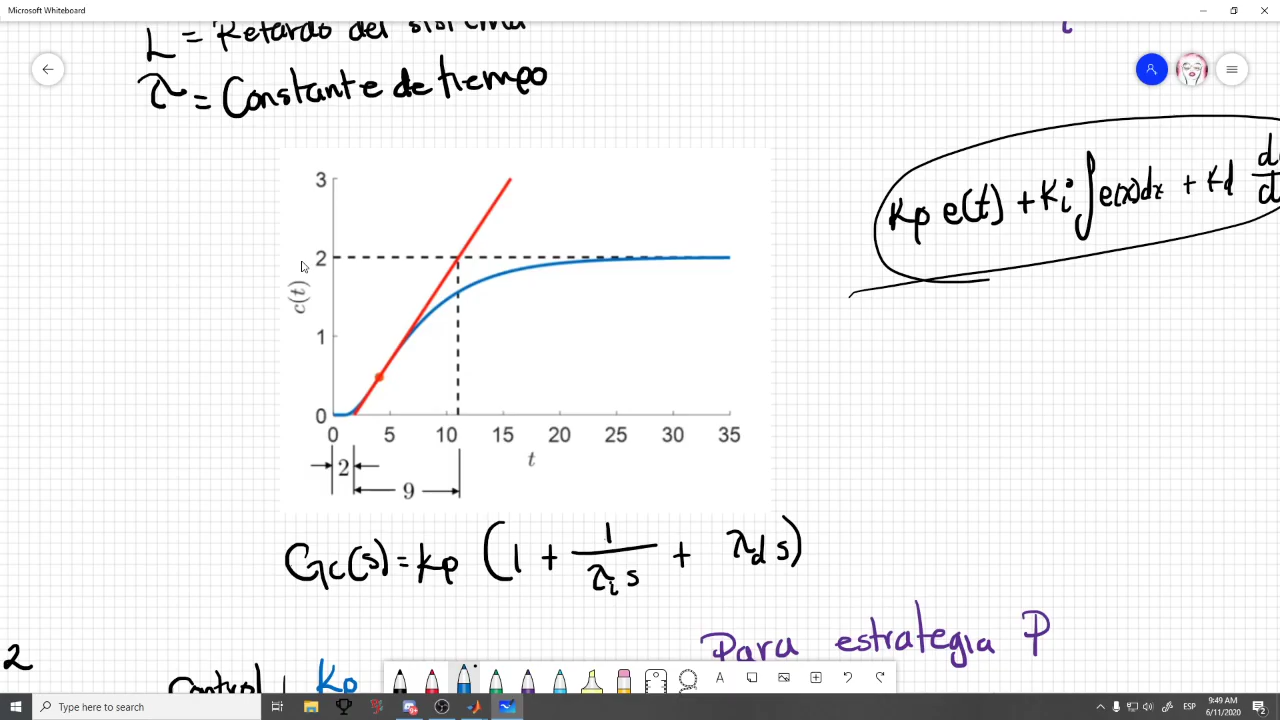 Microsoft Whiteboard
L = Retardo del sistema
τ = Constante de tiempo
kp e(t) + ki ∫e(x)dx + kd
3
2
1
0
c(t)
0 5 10 15 20 25 30 35
t
2
9
Gc(s) = kp (1 + 1/τi s + τd s)
Para estrategia P
2
Control kp
Type here to search
ESP
9:49 AM
6/11/2020
2